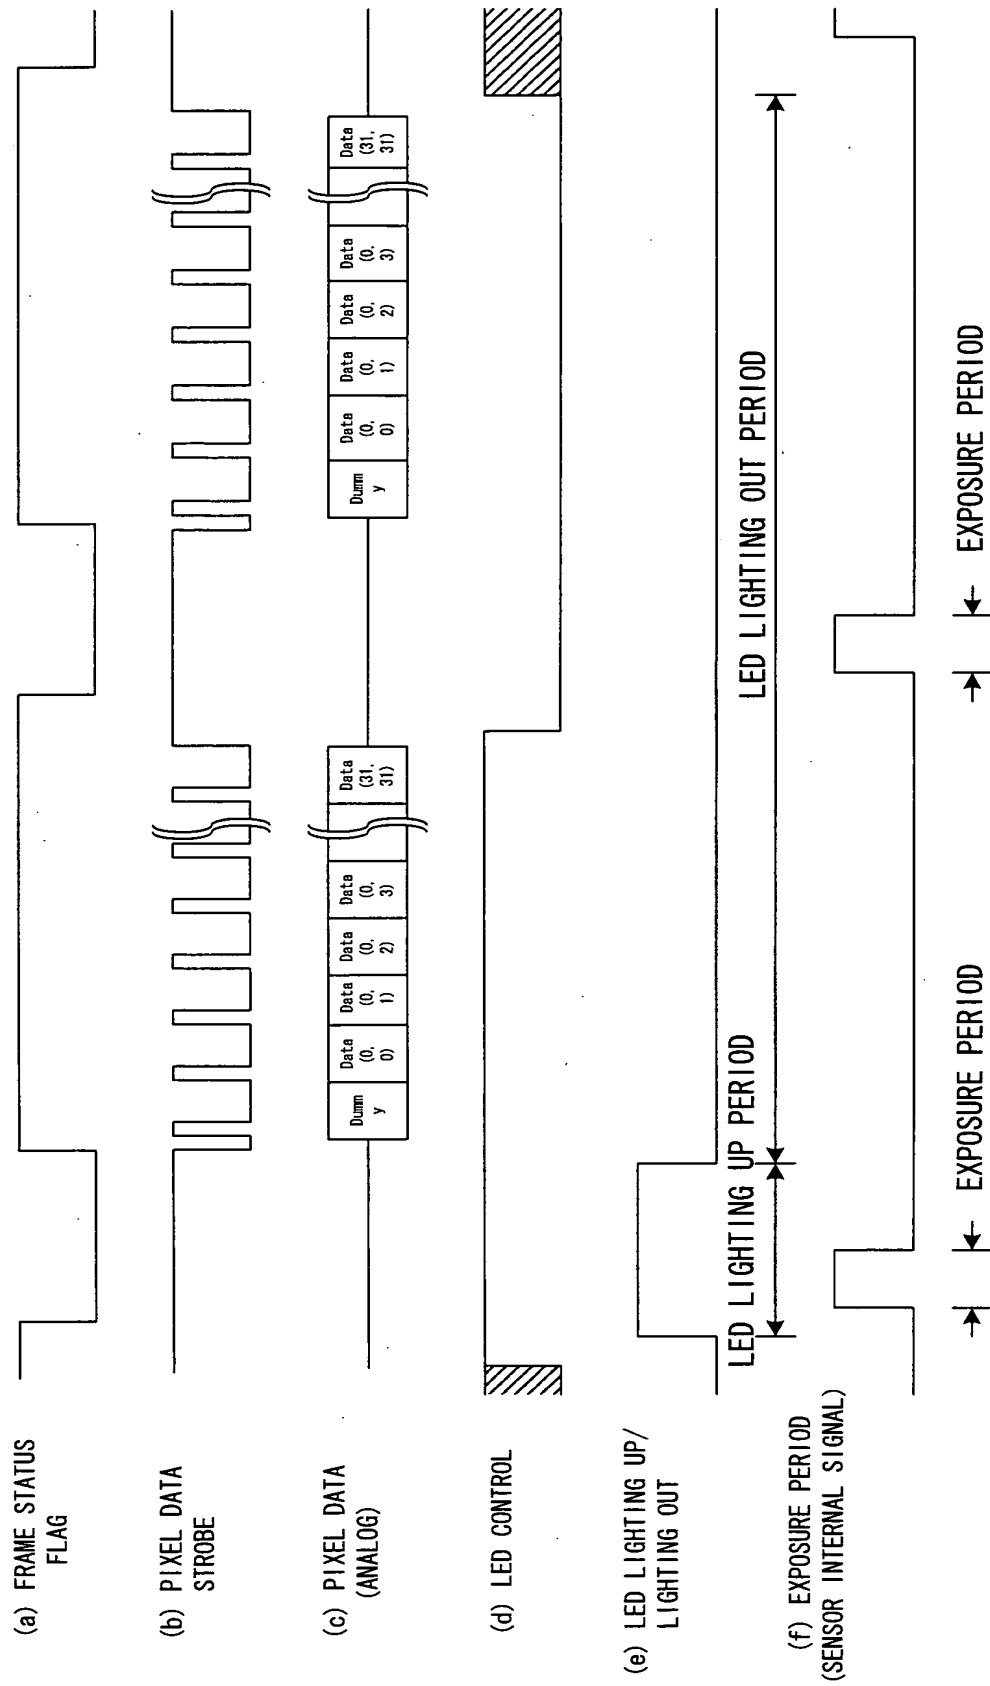 (a) FRAME STATUS
FLAG
(b) PIXEL DATA
STROBE
(c) PIXEL DATA
(ANALOG)
Dumm
y
Data
(0,
0)
Data
(0,
1)
Data
(0,
2)
Data
(0,
3)
Data
(31,
31)
Dumm
y
Data
(0,
0)
Data
(0,
1)
Data
(0,
2)
Data
(0,
3)
Data
(31,
31)
(d) LED CONTROL
(e) LED LIGHTING UP/
LIGHTING OUT
LED LIGHTING UP PERIOD
LED LIGHTING OUT PERIOD
(f) EXPOSURE PERIOD
(SENSOR INTERNAL SIGNAL)
EXPOSURE PERIOD
EXPOSURE PERIOD